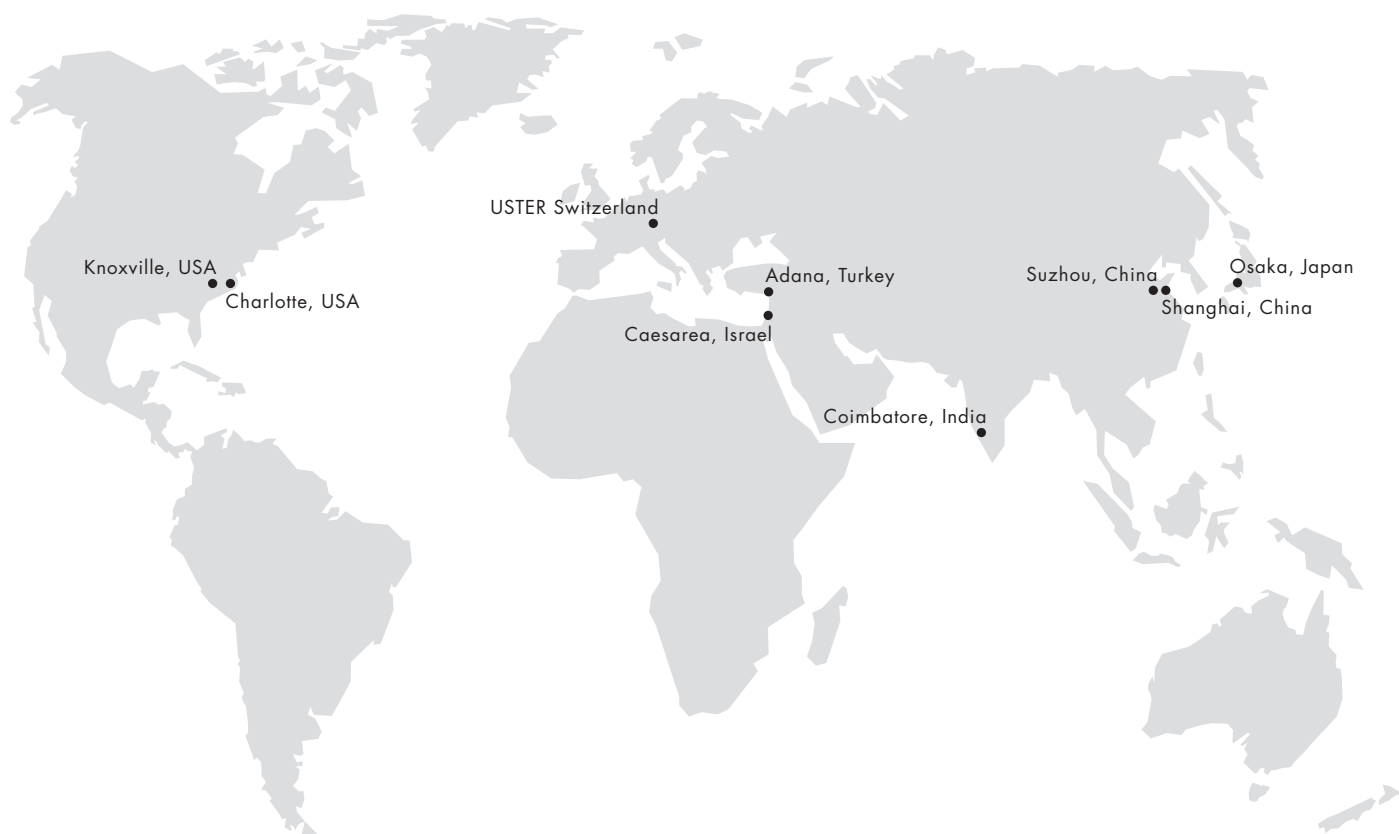 USTER Switzerland
Knoxville, USA
Charlotte, USA
Adana, Turkey
Caesarea, Israel
Suzhou, China
Osaka, Japan
Shanghai, China
Coimbatore, India